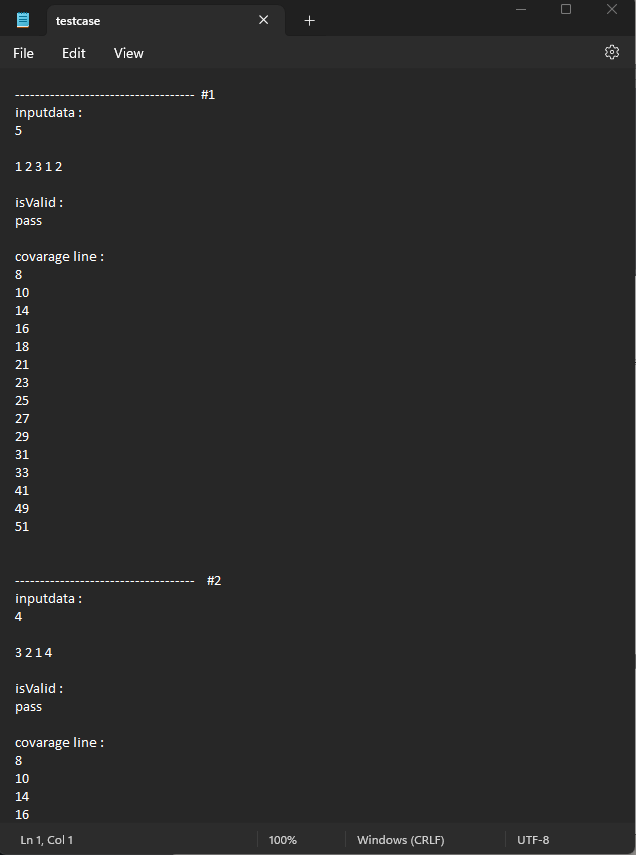 testcase
File Edit View
------------------------------------ #1
inputdata :
5
1 2 3 1 2
isValid :
pass
covarage line :
8
10
14
16
18
21
23
25
27
29
31
33
41
49
51
------------------------------------ #2
inputdata :
4
3 2 1 4
isValid :
pass
covarage line :
8
10
14
16
Ln 1, Col 1 100% Windows (CRLF) UTF-8